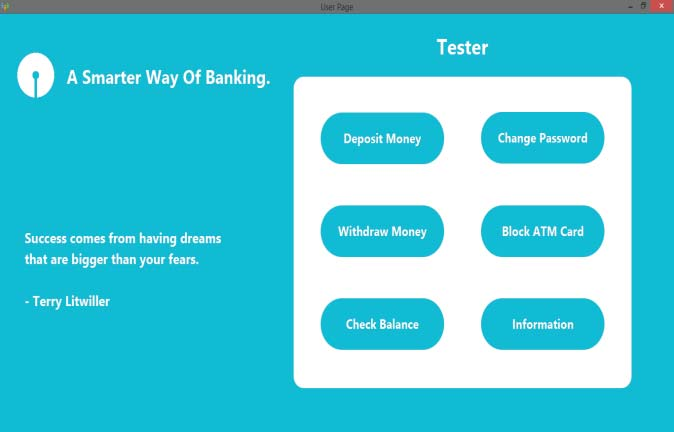 User Page
Tester
A Smarter Way Of Banking.
Deposit Money
Change Password
Withdraw Money
Block ATM Card
Check Balance
Information
Success comes from having dreams
that are bigger than your fears.
- Terry Litwiller